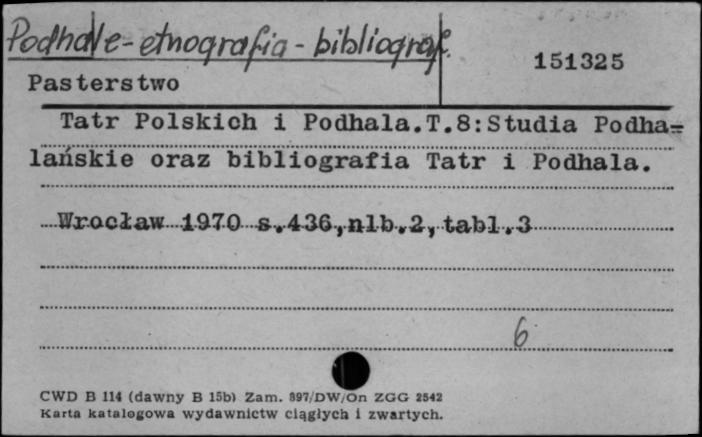 Podhale-etnografia-bibliograf.
151325
Pasterstwo
Tatr Polskich i Podhala.T.8:Studia Podha=
lańskie oraz bibliografia Tatr i Podhala.
Wrocław 1970 s.436,nlb.2,tabl.3
6
CWD B 114 (dawny B 15b) Zam. 897/DW/On ZGG 2542
Karta katalogowa wydawnictw ciągłych i zwartych.